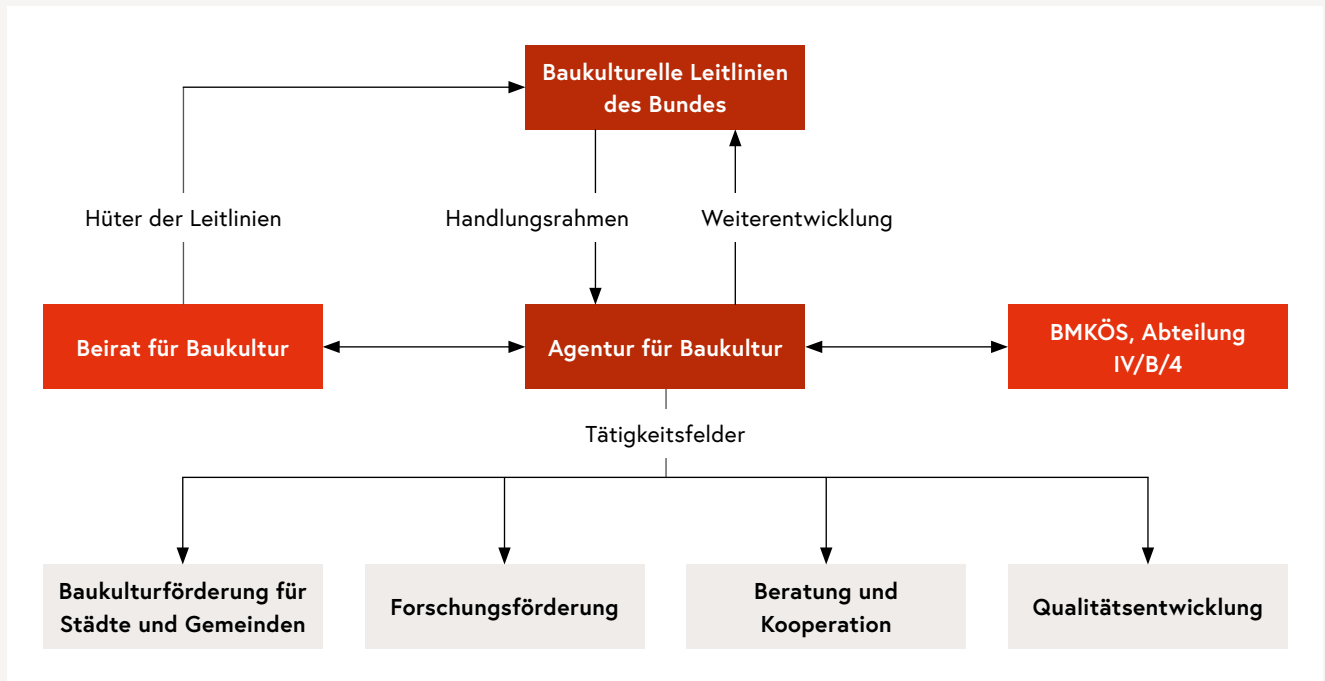 Baukulturelle Leitlinien
des Bundes
Hüter der Leitlinien
Handlungsrahmen
Weiterentwicklung
Beirat für Baukultur
Agentur für Baukultur
BMKÖS, Abteilung
IV/B/4
Tätigkeitsfelder
Baukulturförderung für
Städte und Gemeinden
Forschungsförderung
Beratung und
Kooperation
Qualitätsentwicklung